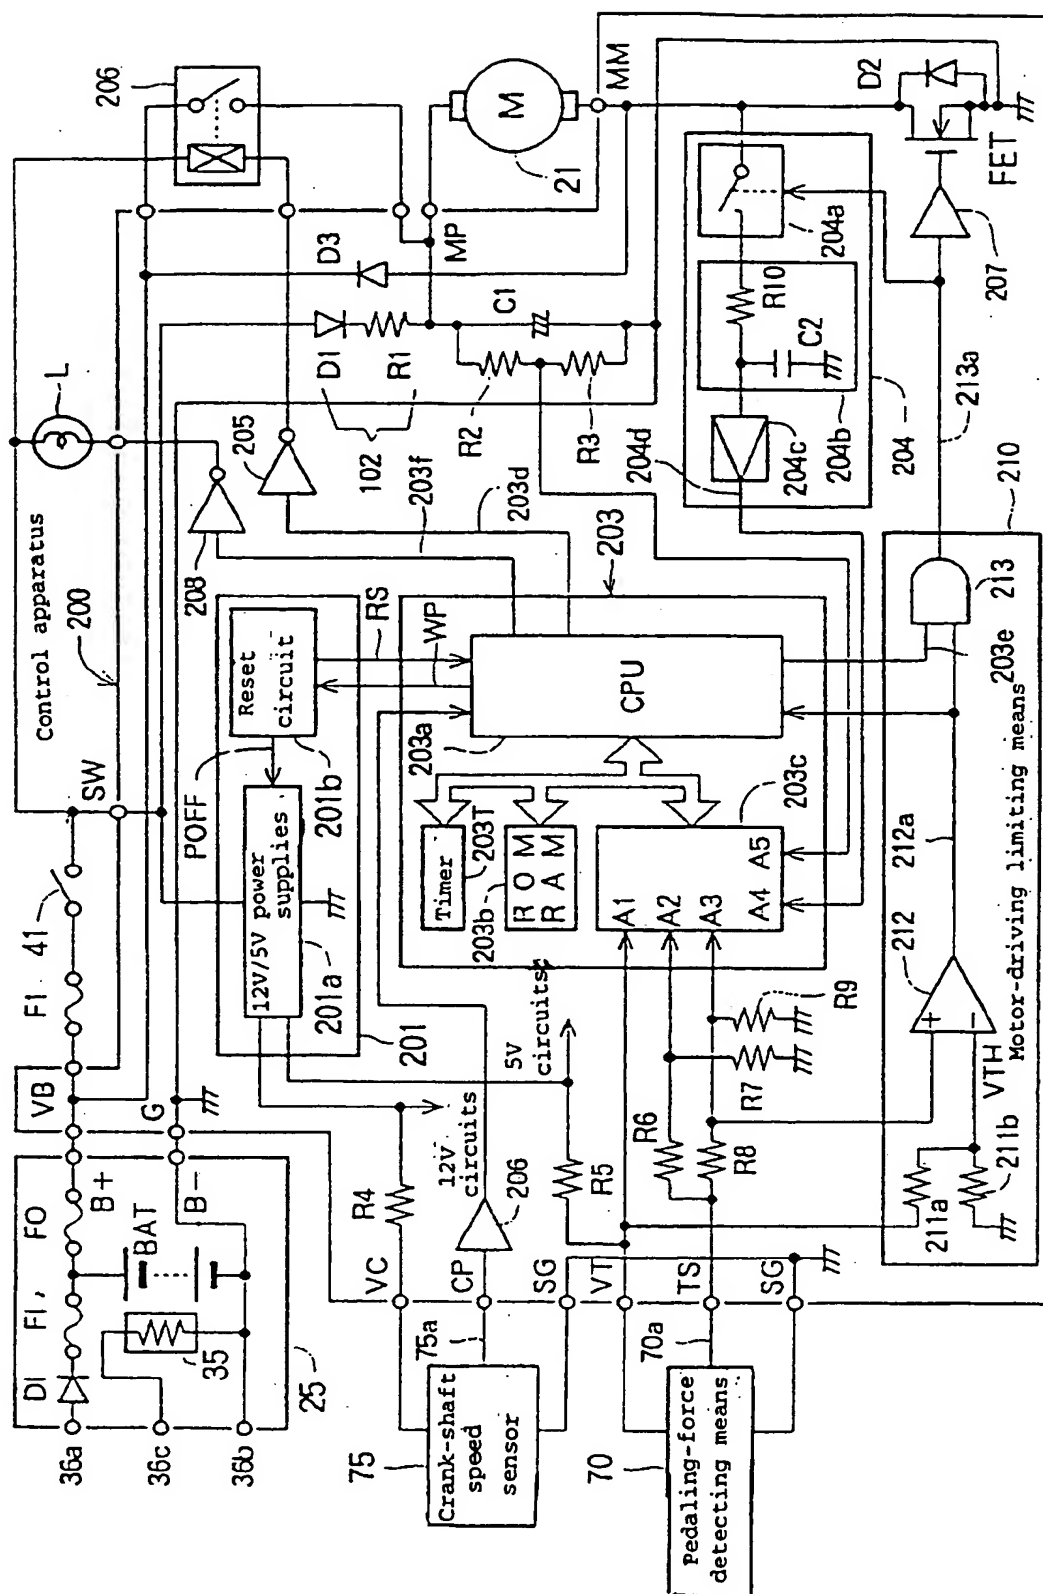 36a
36c
36b
DI
FI,
FO
BAT
35
25
B+
B−
VB
G
FI
41
SW
Control apparatus
200
L
206
208
205
D3
D1
R1
102
MP
M
21
MM
C1
R2
R3
203f
203d
POFF
Reset
circuit
201b
12V/5V power
supplies
201a
201
RS
WP
203
CPU
203a
Timer
203T
ROM
RAM
203b
203c
A1
A2
A3
A4
A5
204d
204c
204b
204
204a
R10
C2
D2
FET
207
213a
210
213
203e
212a
212
VTH
Motor-driving limiting means
211a
211b
R9
R7
R6
R8
R5
R4
5V
circuits
12V
circuits
206
VC
CP
SG
VT
TS
SG
75a
70a
75
Crank-shaft
speed
sensor
70
Pedaling-force
detecting means